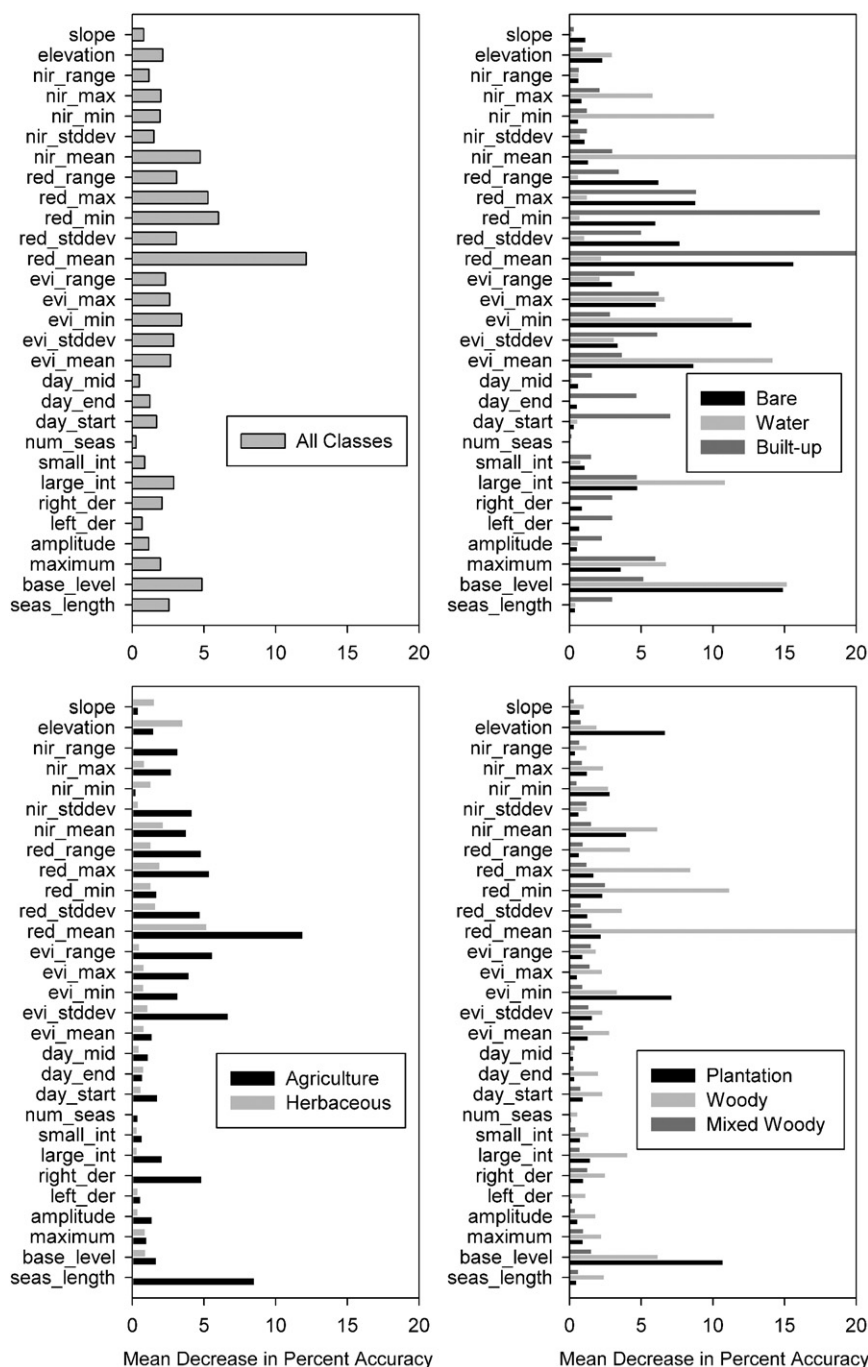 slope
elevation
nir_range
nir_max
nir_min
nir_stddev
nir_mean
red_range
red_max
red_min
red_stddev
red_mean
evi_range
evi_max
evi_min
evi_stddev
evi_mean
day_mid
day_end
day_start
num_seas
small_int
large_int
right_der
left_der
amplitude
maximum
base_level
seas_length
All Classes
0 5 10 15 20
slope
elevation
nir_range
nir_max
nir_min
nir_stddev
nir_mean
red_range
red_max
red_min
red_stddev
red_mean
evi_range
evi_max
evi_min
evi_stddev
evi_mean
day_mid
day_end
day_start
num_seas
small_int
large_int
right_der
left_der
amplitude
maximum
base_level
seas_length
Bare
Water
Built-up
0 5 10 15 20
slope
elevation
nir_range
nir_max
nir_min
nir_stddev
nir_mean
red_range
red_max
red_min
red_stddev
red_mean
evi_range
evi_max
evi_min
evi_stddev
evi_mean
day_mid
day_end
day_start
num_seas
small_int
large_int
right_der
left_der
amplitude
maximum
base_level
seas_length
Agriculture
Herbaceous
0 5 10 15 20
Mean Decrease in Percent Accuracy
slope
elevation
nir_range
nir_max
nir_min
nir_stddev
nir_mean
red_range
red_max
red_min
red_stddev
red_mean
evi_range
evi_max
evi_min
evi_stddev
evi_mean
day_mid
day_end
day_start
num_seas
small_int
large_int
right_der
left_der
amplitude
maximum
base_level
seas_length
Plantation
Woody
Mixed Woody
0 5 10 15 20
Mean Decrease in Percent Accuracy